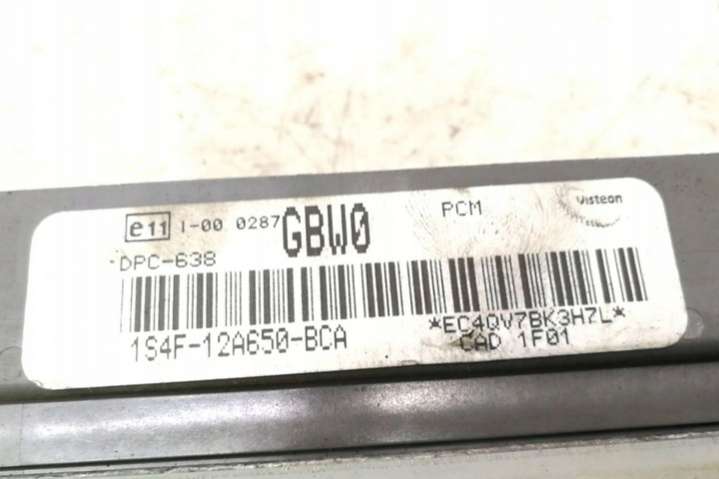 e11 I-00 0287 GBW0 PCM Visteon
DPC-638
*EC4QV7BK3H7L*
1S4F-12A650-BCA CAD 1F01